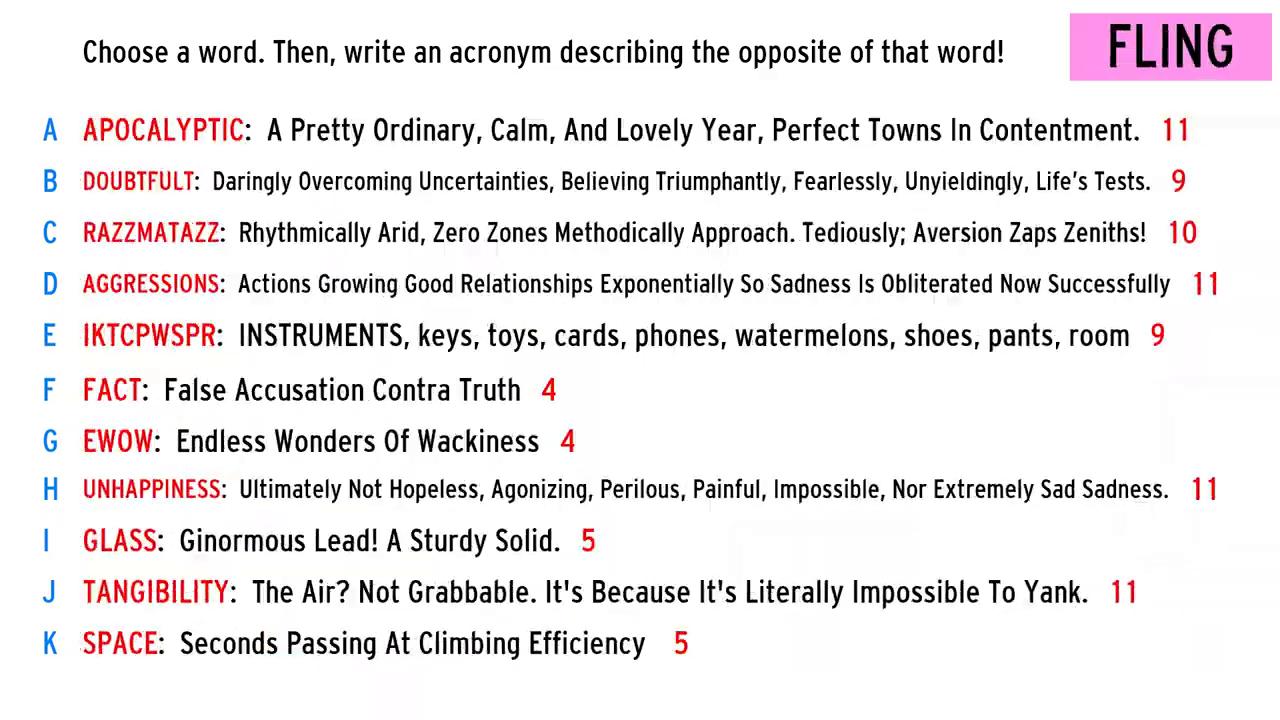 Choose a word. Then, write an acronym describing the opposite of that word!
FLING
A APOCALYPTIC: A Pretty Ordinary, Calm, And Lovely Year, Perfect Towns In Contentment. 11
B DOUBTFULT: Daringly Overcoming Uncertainties, Believing Triumphantly, Fearlessly, Unyieldingly, Life's Tests. 9
C RAZZMATAZZ: Rhythmically Arid, Zero Zones Methodically Approach. Tediously; Aversion Zaps Zeniths! 10
D AGGRESSIONS: Actions Growing Good Relationships Exponentially So Sadness Is Obliterated Now Successfully 11
E IKTCPWSPR: INSTRUMENTS, keys, toys, cards, phones, watermelons, shoes, pants, room 9
F FACT: False Accusation Contra Truth 4
G EWOW: Endless Wonders Of Wackiness 4
H UNHAPPINESS: Ultimately Not Hopeless, Agonizing, Perilous, Painful, Impossible, Nor Extremely Sad Sadness. 11
I GLASS: Ginormous Lead! A Sturdy Solid. 5
J TANGIBILITY: The Air? Not Grabbable. It's Because It's Literally Impossible To Yank. 11
K SPACE: Seconds Passing At Climbing Efficiency 5